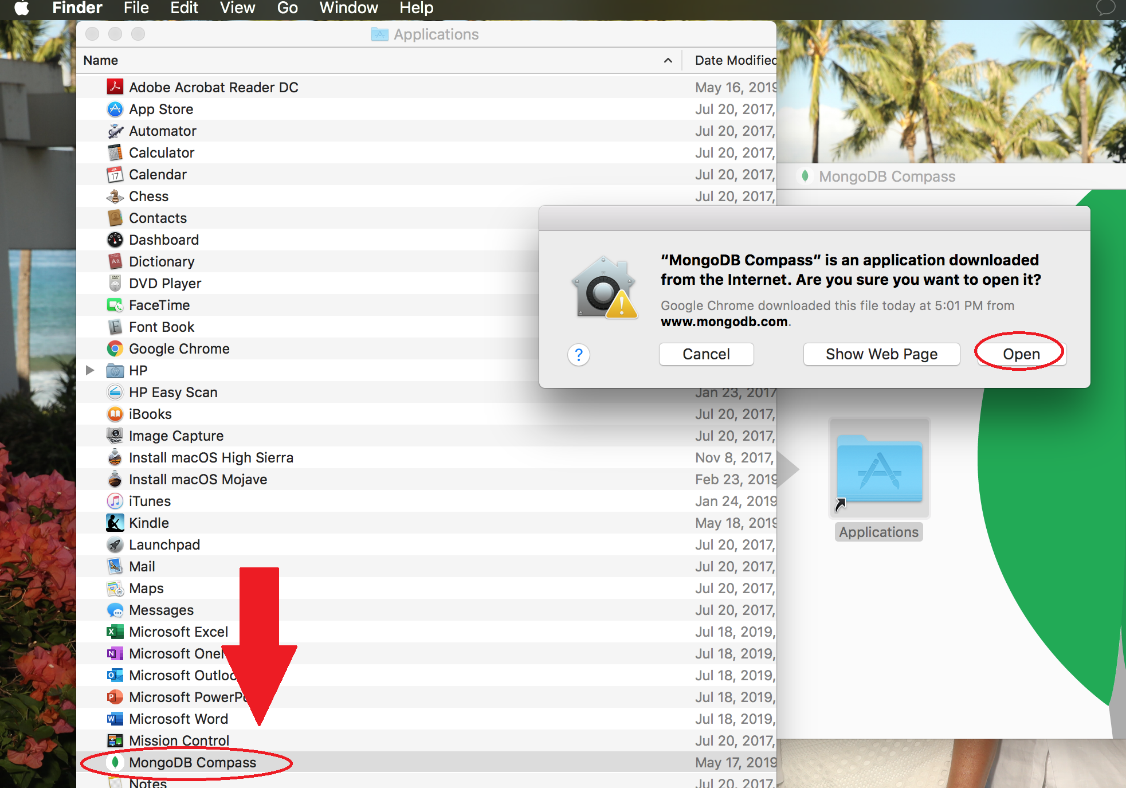 Finder File Edit View Go Window Help
Applications
Name Date Modified
Adobe Acrobat Reader DC May 16, 2019
App Store Jul 20, 2017,
Automator Jul 20, 2017,
Calculator Jul 20, 2017,
Calendar Jul 20, 2017,
Chess Jul 20, 2017,
Contacts
Dashboard
Dictionary
DVD Player
FaceTime
Font Book
Google Chrome
HP
HP Easy Scan Jan 23, 2017,
iBooks Jul 20, 2017,
Image Capture Jul 20, 2017,
Install macOS High Sierra Nov 8, 2017,
Install macOS Mojave Feb 23, 2019
iTunes Jan 24, 2019
Kindle May 18, 2019
Launchpad Jul 20, 2017,
Mail Jul 20, 2017,
Maps Jul 20, 2017,
Messages Jul 20, 2017,
Microsoft Excel Jul 18, 2019,
Microsoft OneN Jul 18, 2019,
Microsoft Outloo Jul 18, 2019,
Microsoft PowerPo Jul 18, 2019,
Microsoft Word Jul 18, 2019,
Mission Control Jul 20, 2017,
MongoDB Compass May 17, 2019
Notes Jul 20, 2017,
MongoDB Compass
“MongoDB Compass” is an application downloaded
from the Internet. Are you sure you want to open it?
Google Chrome downloaded this file today at 5:01 PM from
www.mongodb.com.
? Cancel Show Web Page Open
Applications